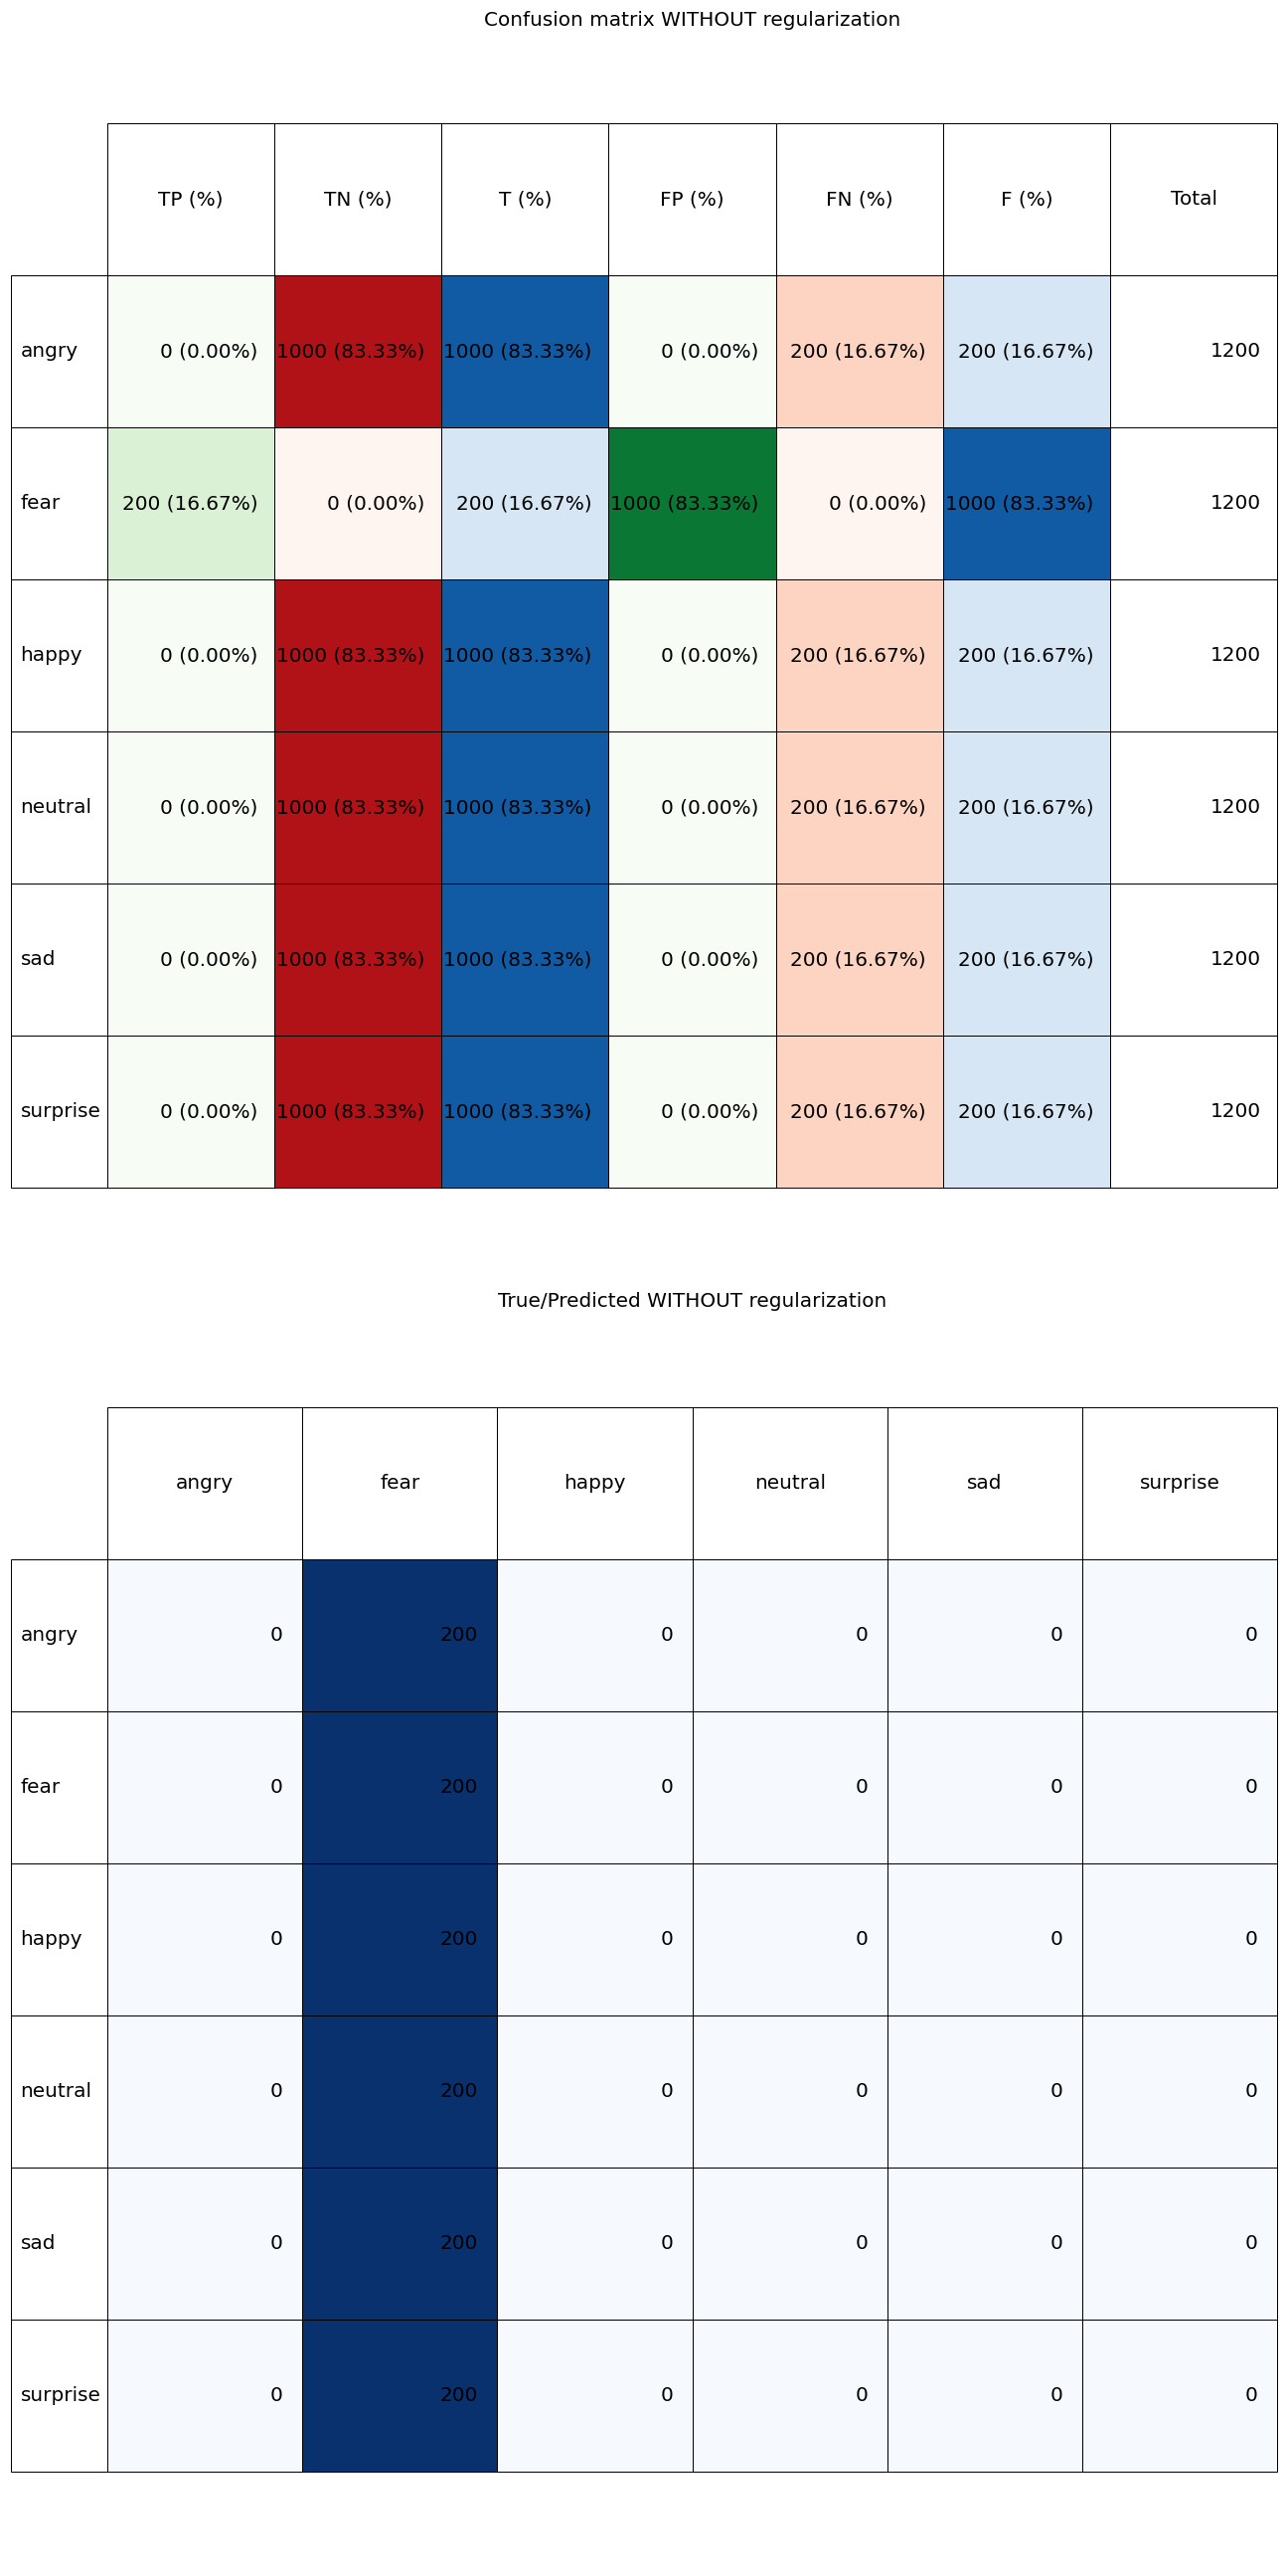 Confusion matrix WITHOUT regularization
TP (%) TN (%) T (%) FP (%) FN (%) F (%) Total
angry 0 (0.00%) 1000 (83.33%) 1000 (83.33%) 0 (0.00%) 200 (16.67%) 200 (16.67%) 1200
fear 200 (16.67%) 0 (0.00%) 200 (16.67%) 1000 (83.33%) 0 (0.00%) 1000 (83.33%) 1200
happy 0 (0.00%) 1000 (83.33%) 1000 (83.33%) 0 (0.00%) 200 (16.67%) 200 (16.67%) 1200
neutral 0 (0.00%) 1000 (83.33%) 1000 (83.33%) 0 (0.00%) 200 (16.67%) 200 (16.67%) 1200
sad 0 (0.00%) 1000 (83.33%) 1000 (83.33%) 0 (0.00%) 200 (16.67%) 200 (16.67%) 1200
surprise 0 (0.00%) 1000 (83.33%) 1000 (83.33%) 0 (0.00%) 200 (16.67%) 200 (16.67%) 1200
True/Predicted WITHOUT regularization
angry fear happy neutral sad surprise
angry 0 200 0 0 0 0
fear 0 200 0 0 0 0
happy 0 200 0 0 0 0
neutral 0 200 0 0 0 0
sad 0 200 0 0 0 0
surprise 0 200 0 0 0 0